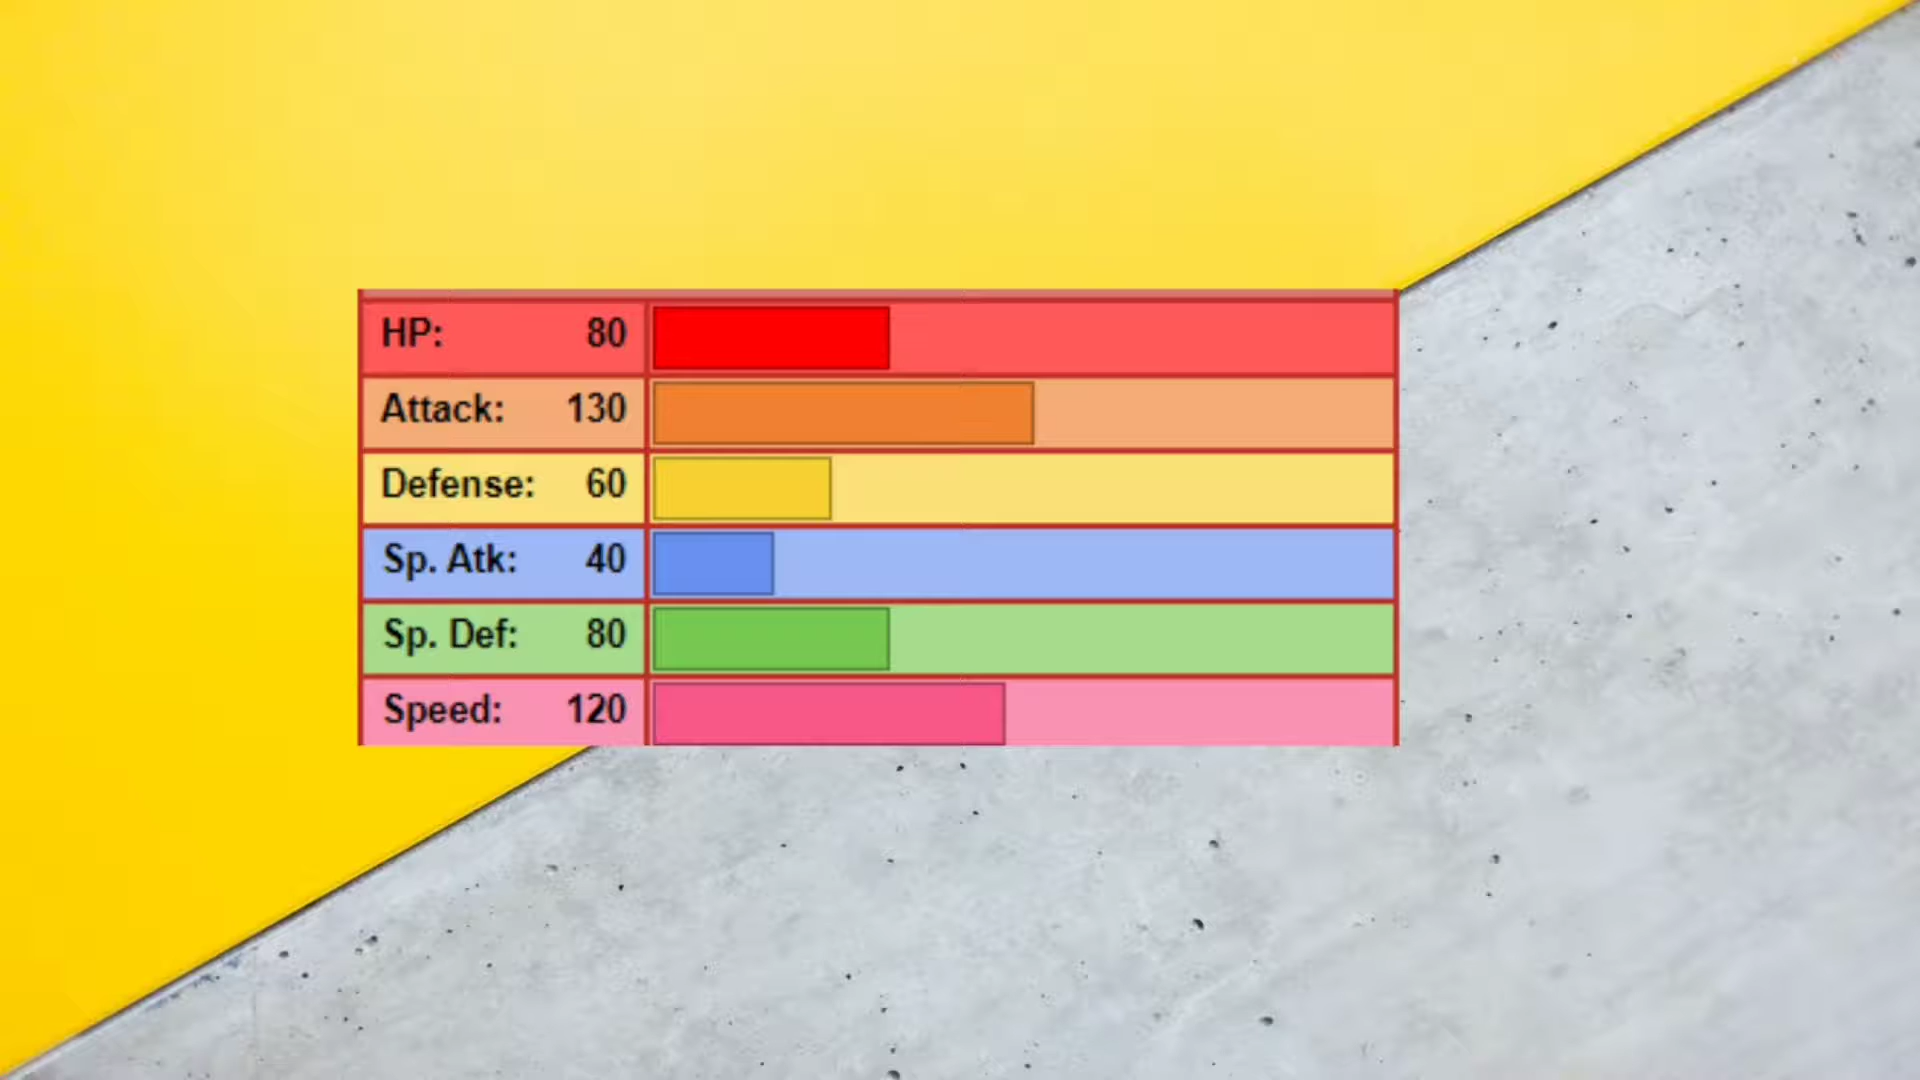 HP: 80
Attack: 130
Defense: 60
Sp. Atk: 40
Sp. Def: 80
Speed: 120